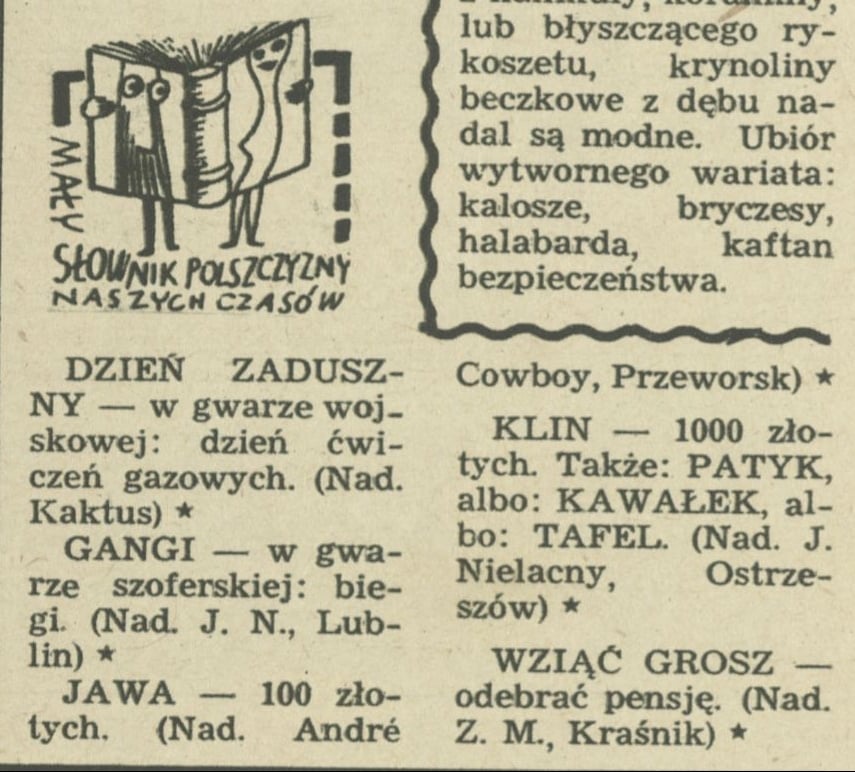 MAŁY
SŁOWNIK POLSZCZYZNY
NASZYCH CZASÓW
DZIEŃ ZADUSZ-
NY — w gwarze woj-
skowej: dzień ćwi-
czeń gazowych. (Nad.
Kaktus) ★
GANGI — w gwa-
rze szoferskiej: bie-
gi. (Nad. J. N., Lub-
lin) ★
JAWA — 100 zło-
tych. (Nad. André
lub błyszczącego ry-
koszetu, krynoliny
beczkowe z dębu na-
dal są modne. Ubiór
wytwornego wariata:
kalosze, bryczesy,
halabarda, kaftan
bezpieczeństwa.
Cowboy, Przeworsk) ★
KLIN — 1000 zło-
tych. Także: PATYK,
albo: KAWAŁEK, al-
bo: TAFEL. (Nad. J.
Nielacny, Ostrze-
szów) ★
WZIĄĆ GROSZ —
odebrać pensję. (Nad.
Z. M., Kraśnik) ★